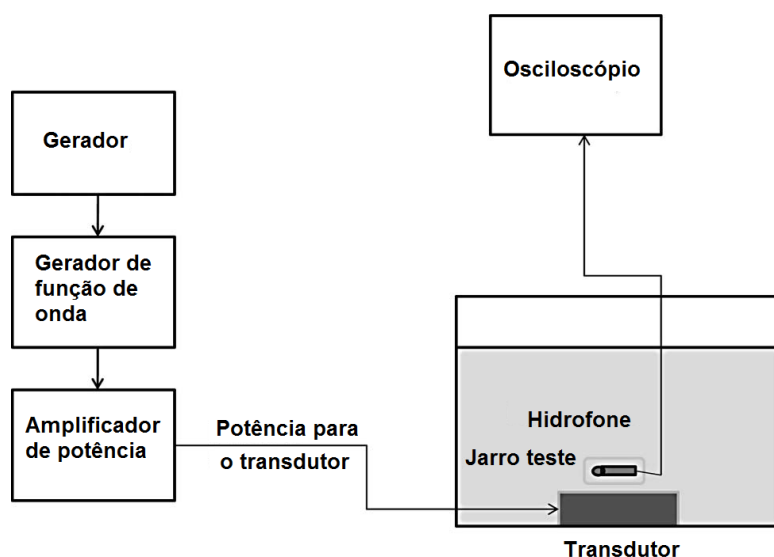 Osciloscópio
Gerador
Gerador de
função de
onda
Amplificador
de potência
Potência para
o transdutor
Hidrofone
Jarro teste
Transdutor